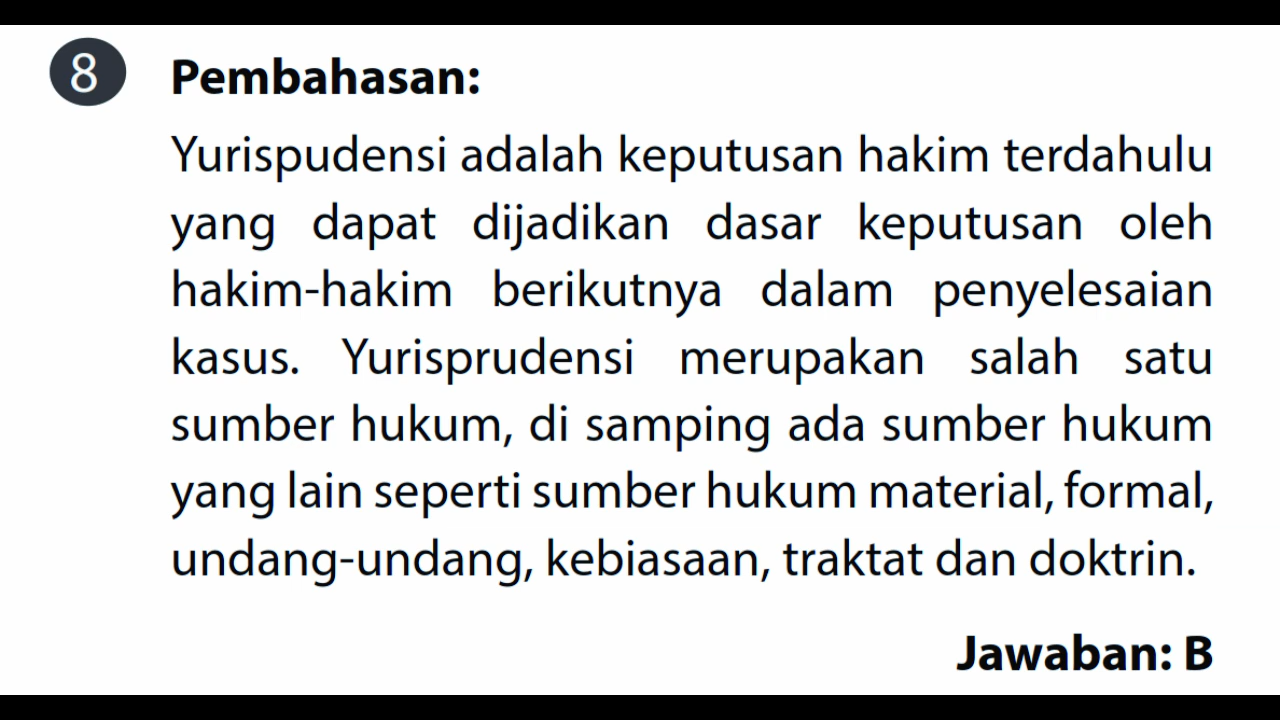 8 Pembahasan:
Yurispudensi adalah keputusan hakim terdahulu
yang dapat dijadikan dasar keputusan oleh
hakim-hakim berikutnya dalam penyelesaian
kasus. Yurisprudensi merupakan salah satu
sumber hukum, di samping ada sumber hukum
yang lain seperti sumber hukum material, formal,
undang-undang, kebiasaan, traktat dan doktrin.
Jawaban: B